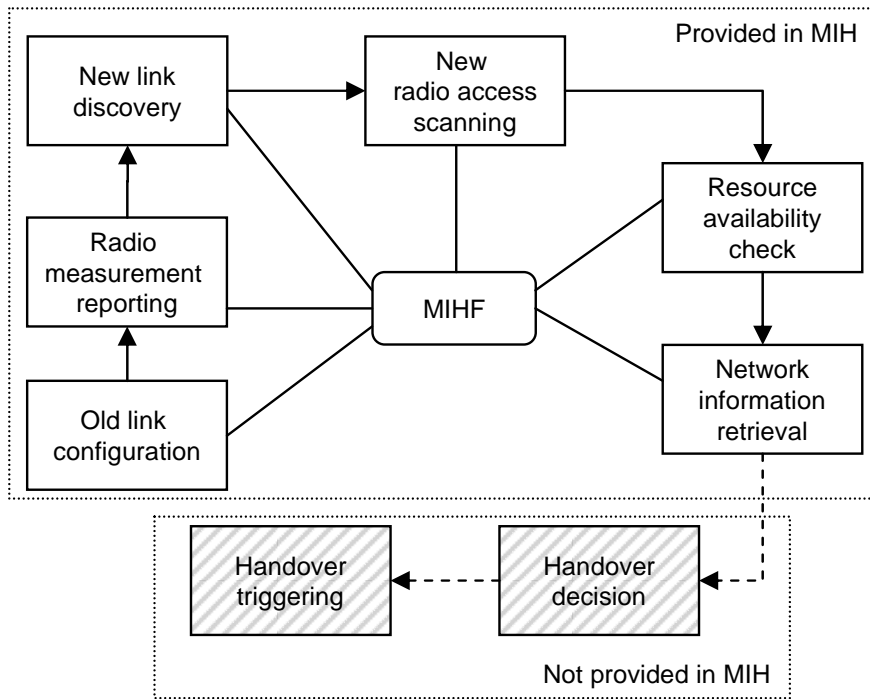 Provided in MIH
New link
discovery
New
radio access
scanning
Resource
availability
check
Radio
measurement
reporting
MIHF
Old link
configuration
Network
information
retrieval
Handover
triggering
Handover
decision
Not provided in MIH